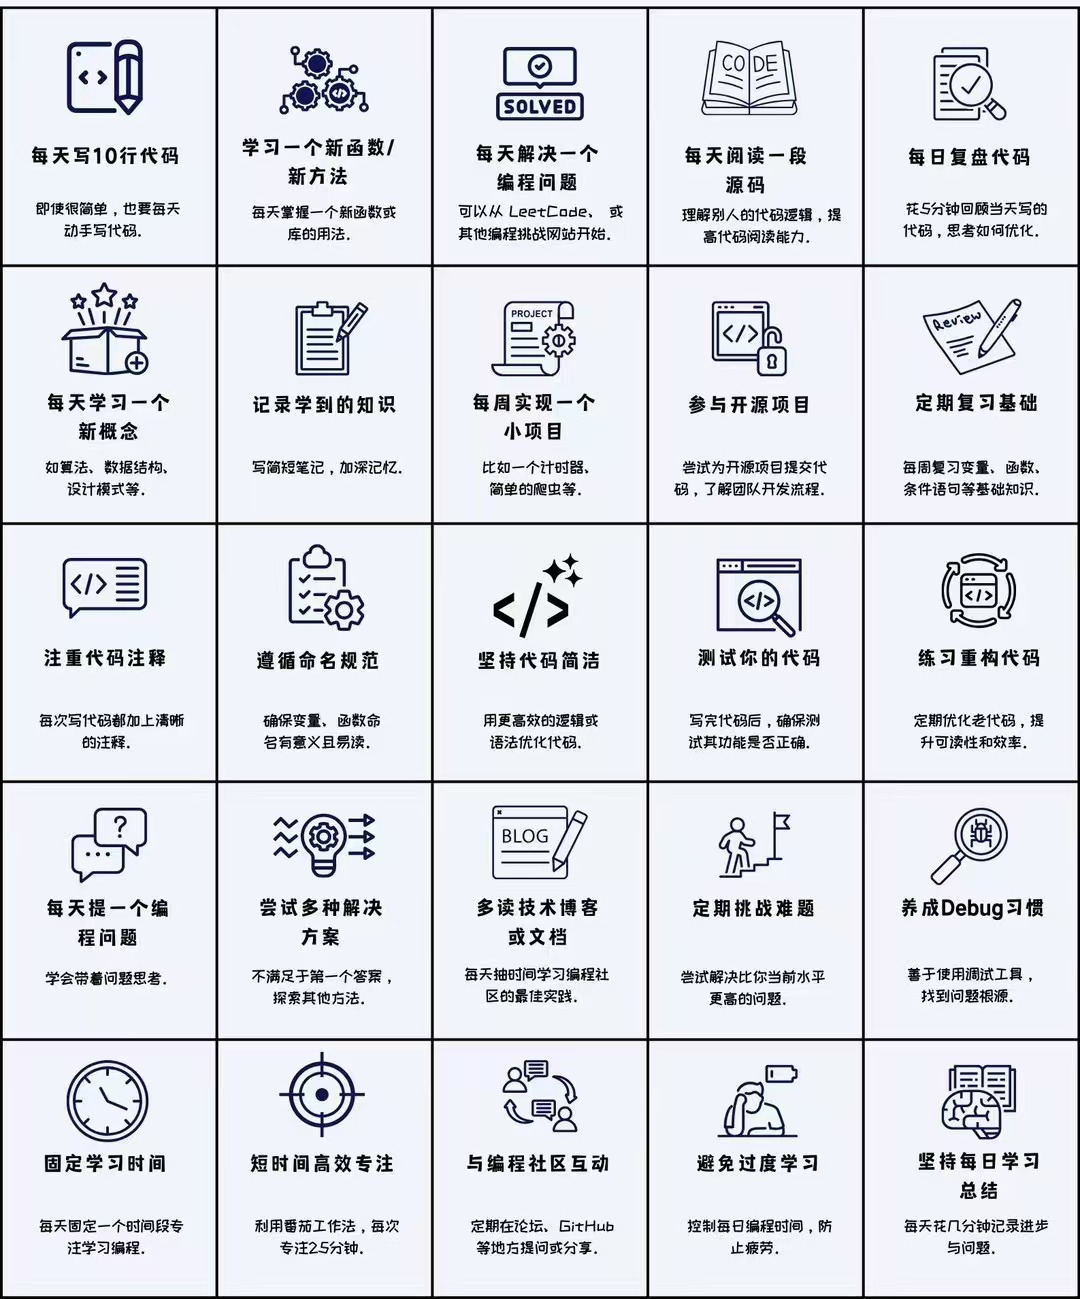 每天写10行代码
即使很简单，也要每天
动手写代码.
学习一个新函数/
新方法
每天掌握一个新函数或
库的用法.
SOLVED
每天解决一个
编程问题
可以从 LeetCode、或
其他编程挑战网站开始.
CODE
每天阅读一段
源码
理解别人的代码逻辑，提
高代码阅读能力.
每日复盘代码
花5分钟回顾当天写的
代码，思考如何优化.
每天学习一个
新概念
如算法、数据结构、
设计模式等.
记录学到的知识
写简短笔记，加深记忆.
PROJECT
每周实现一个
小项目
比如一个计时器、
简单的爬虫等.
</>
参与开源项目
尝试为开源项目提交代
码，了解团队开发流程.
Review
定期复习基础
每周复习变量、函数、
条件语句等基础知识.
</>
注重代码注释
每次写代码都加上清晰
的注释.
遵循命名规范
确保变量、函数命
名有意义且易读.
</>
坚持代码简洁
用更高效的逻辑或
语法优化代码.
</>
测试你的代码
写完代码后，确保测
试其功能是否正确.
</>
练习重构代码
定期优化老代码，提
升可读性和效率.
?
每天提一个编
程问题
学会带着问题思考.
尝试多种解决
方案
不满足于第一个答案，
探索其他方法.
BLOG
多读技术博客
或文档
每天抽时间学习编程社
区的最佳实践.
定期挑战难题
尝试解决比你当前水平
更高的问题.
养成Debug习惯
善于使用调试工具，
找到问题根源.
固定学习时间
每天固定一个时间段专
注学习编程.
短时间高效专注
利用番茄工作法，每次
专注25分钟.
与编程社区互动
定期在论坛、GitHub
等地方提问或分享.
避免过度学习
控制每日编程时间，防
止疲劳.
坚持每日学习
总结
每天花几分钟记录进步
与问题.